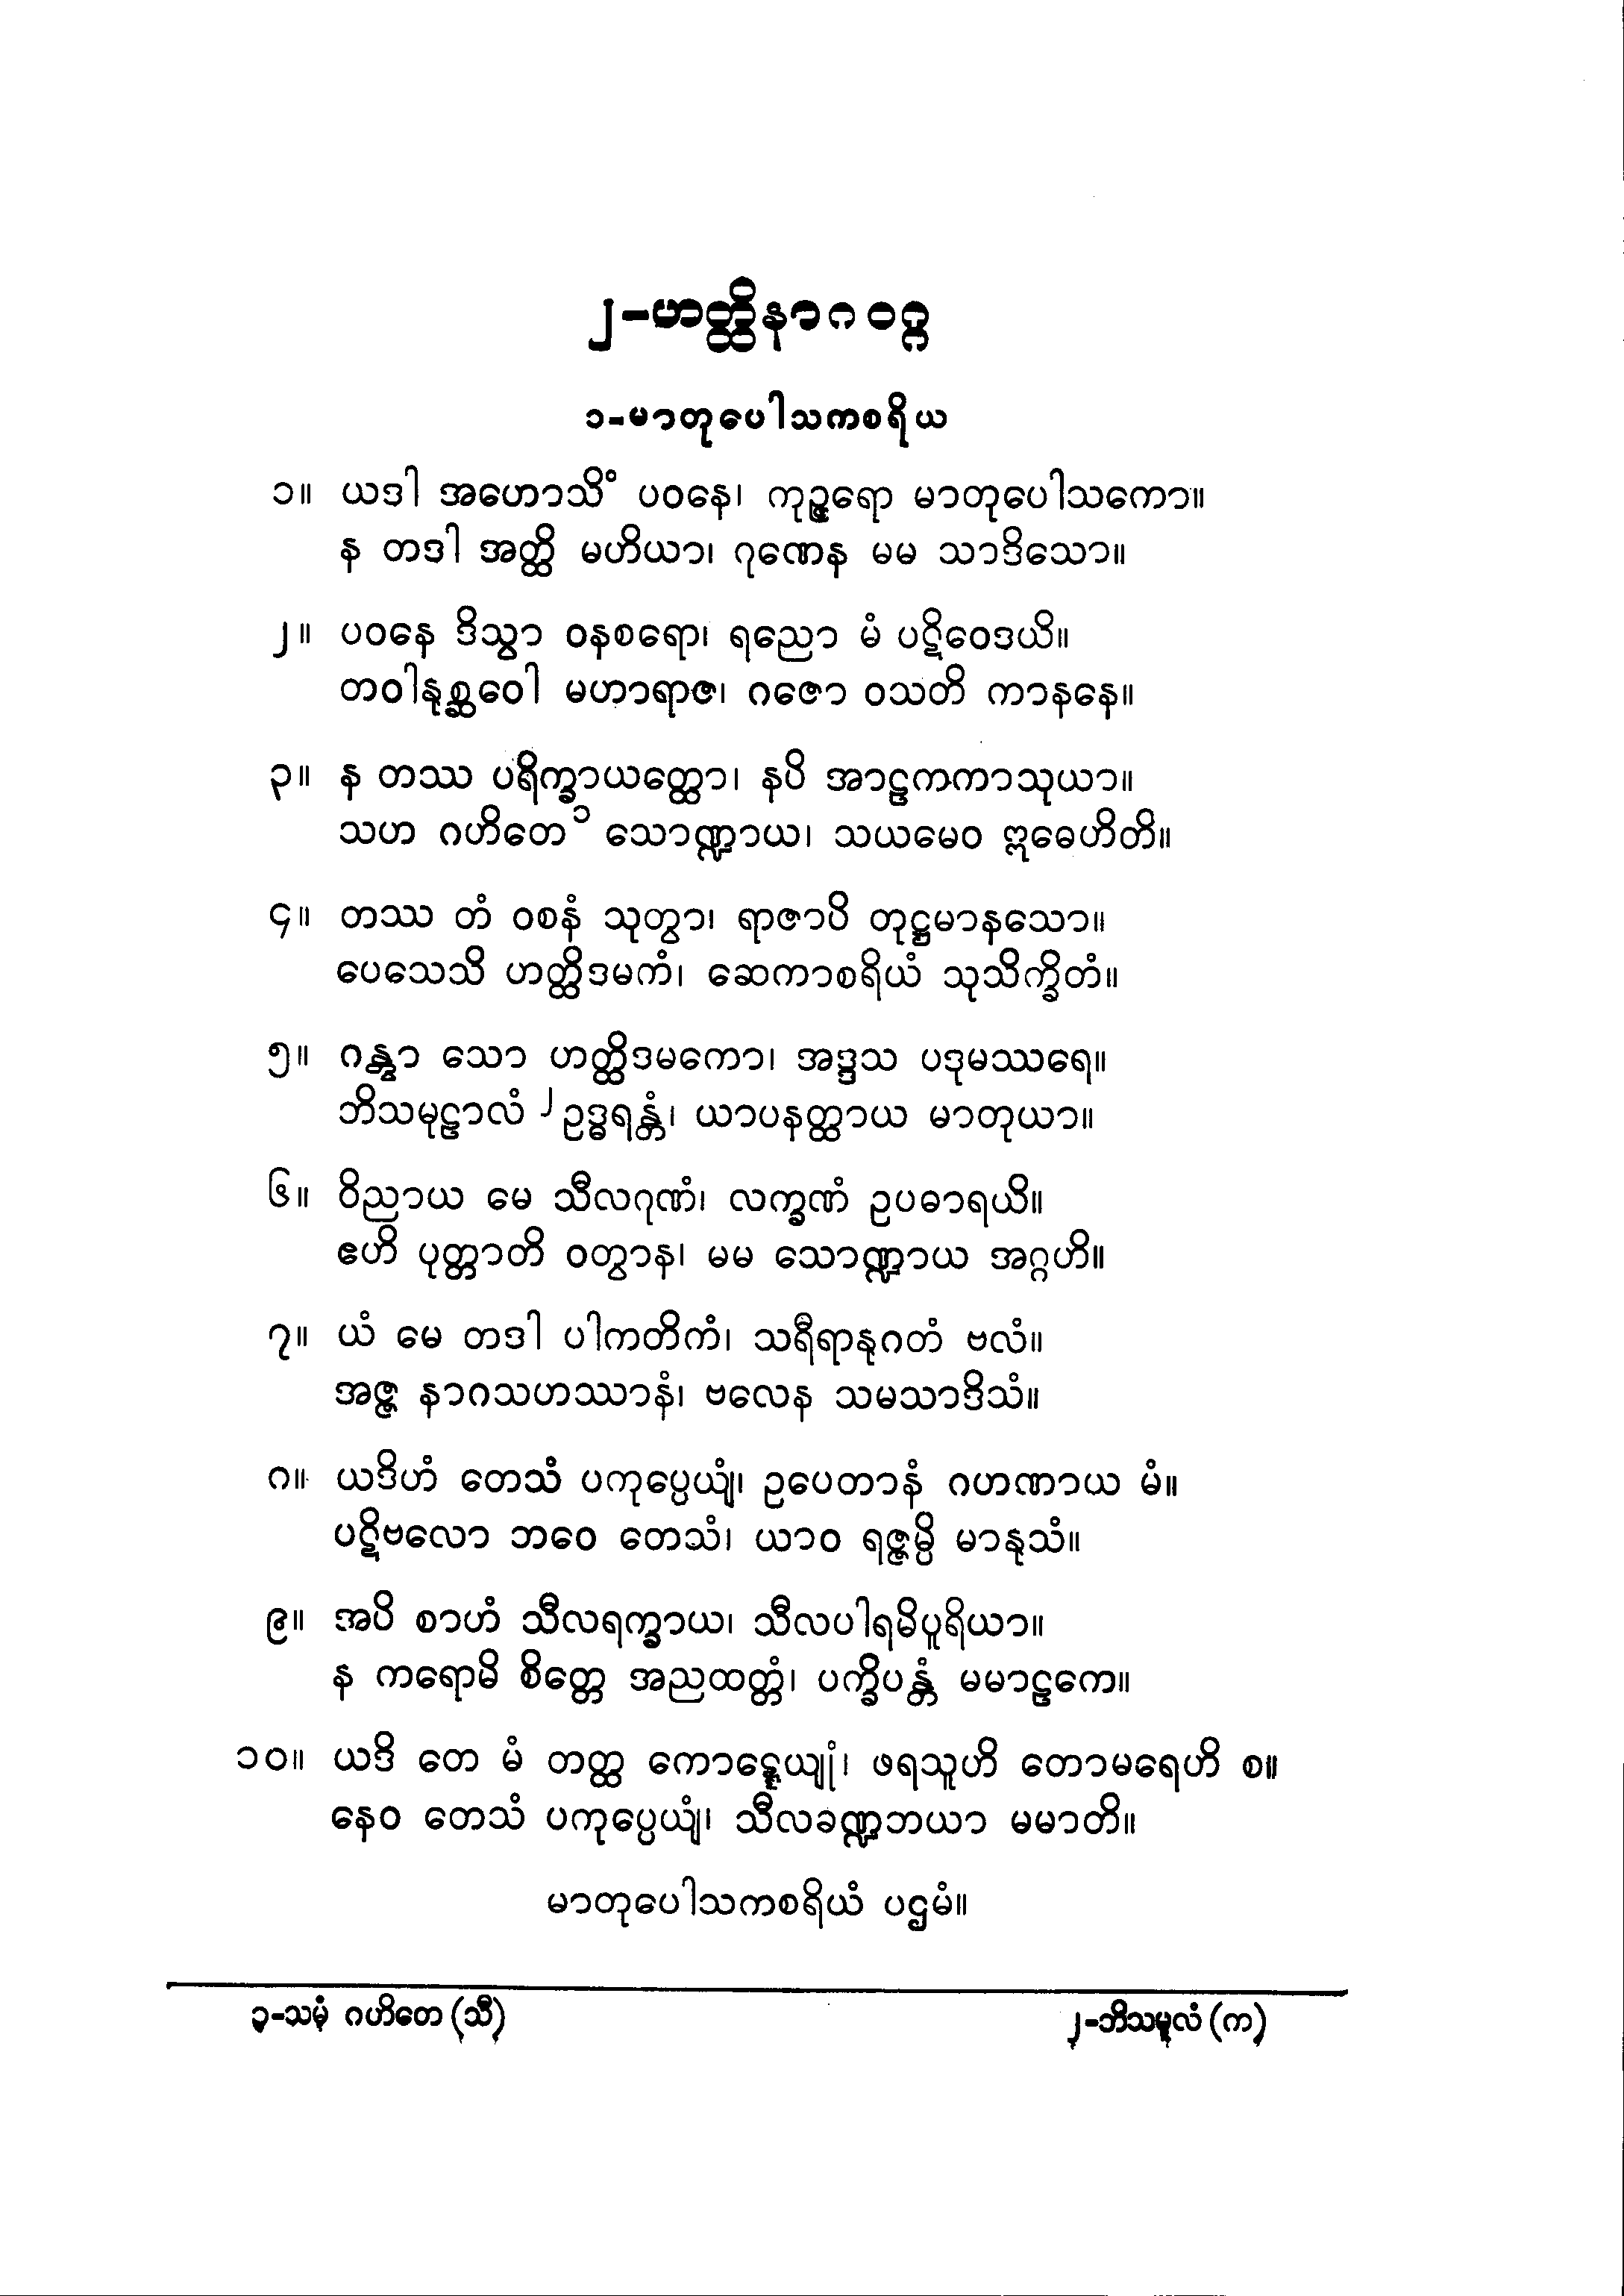 ၂-ဟတ္ထိနာဂဝဂ္ဂ
၁-မာတုပေါသကစရိယ
၁။ ယဒါ အဟောသိံ ပဝနေ၊ ကုဉ္ဇရော မာတုပေါသကော။
န တဒါ အတ္ထိ မဟိယာ၊ ဂုဏေန မမ သာဒိသော။
၂။ ပဝနေ ဒိသွာ ဝနစရော၊ ရညော မံ ပဋိဝေဒယိ။
တဝါနုစ္ဆဝေါ မဟာရာဇ၊ ဂဇော ဝသတိ ကာနနေ။
၃။ န တဿ ပရိက္ခာယတ္ထော၊ နပိ အာဠကကာသုယာ။
သဟ ဂဟိတေ ၁ သောဏ္ဍာယ၊ သယမေဝ ဣဓေဟိတိ။
၄။ တဿ တံ ဝစနံ သုတွာ၊ ရာဇာပိ တုဋ္ဌမာနသော။
ပေသေသိ ဟတ္ထိဒမကံ၊ ဆေကာစရိယံ သုသိက္ခိတံ။
၅။ ဂန္တွာ သော ဟတ္ထိဒမကော၊ အဒ္ဒသ ပဒုမဿရေ။
ဘိသမုဠာလံ ၂ ဥဒ္ဓရန္တံ၊ ယာပနတ္ထာယ မာတုယာ။
၆။ ဝိညာယ မေ သီလဂုဏံ၊ လက္ခဏံ ဥပဓာရယိ။
ဧဟိ ပုတ္တာတိ ဝတွာန၊ မမ သောဏ္ဍာယ အဂ္ဂဟိ။
၇။ ယံ မေ တဒါ ပါကတိကံ၊ သရီရာနုဂတံ ဗလံ။
အဇ္ဇ နာဂသဟဿာနံ၊ ဗလေန သမသာဒိသံ။
၈။ ယဒိဟံ တေသံ ပကုပ္ပေယျံ၊ ဥပေတာနံ ဂဟဏာယ မံ။
ပဋိဗလော ဘဝေ တေသံ၊ ယာဝ ရဇ္ဇမ္ပိ မာနုသံ။
၉။ အပိ စာဟံ သီလရက္ခာယ၊ သီလပါရမိပူရိယာ။
န ကရောမိ စိတ္တေ အညထတ္တံ၊ ပက္ခိပန္တံ မမာဠကေ။
၁၀။ ယဒိ တေ မံ တတ္ထ ကောဋ္ဋေယျုံ၊ ဖရသူဟိ တောမရေဟိ စ။
နေဝ တေသံ ပကုပ္ပေယျံ၊ သီလခဏ္ဍဘယာ မမာတိ။
မာတုပေါသကစရိယံ ပဌမံ။
၃-သမံ ဂဟိတေ (သီ) ၂-ဘိသမူလံ (က)